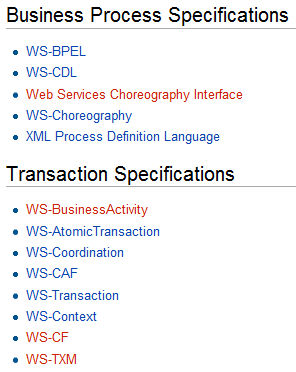 Business Process Specifications
WS-BPEL
WS-CDL
Web Services Choreography Interface
WS-Choreography
XML Process Definition Language
Transaction Specifications
WS-BusinessActivity
WS-AtomicTransaction
WS-Coordination
WS-CAF
WS-Transaction
WS-Context
WS-CF
WS-TXM